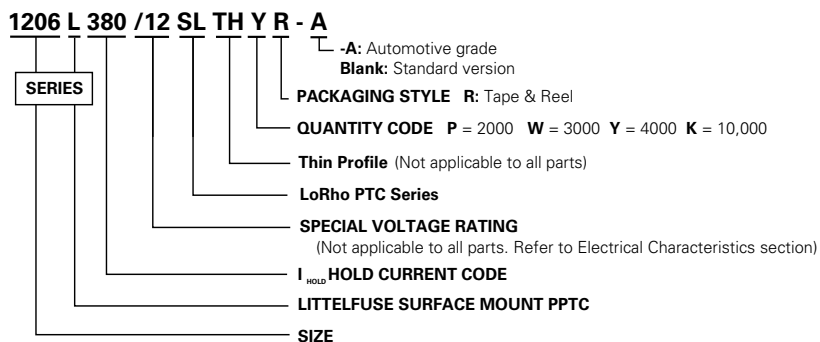 1206 L 380 /12 SL TH Y R - A
-A: Automotive grade
Blank: Standard version
SERIES
PACKAGING STYLE R: Tape & Reel
QUANTITY CODE P = 2000 W = 3000 Y = 4000 K = 10,000
Thin Profile (Not applicable to all parts)
LoRho PTC Series
SPECIAL VOLTAGE RATING
(Not applicable to all parts. Refer to Electrical Characteristics section)
I HOLD HOLD CURRENT CODE
LITTELFUSE SURFACE MOUNT PPTC
SIZE